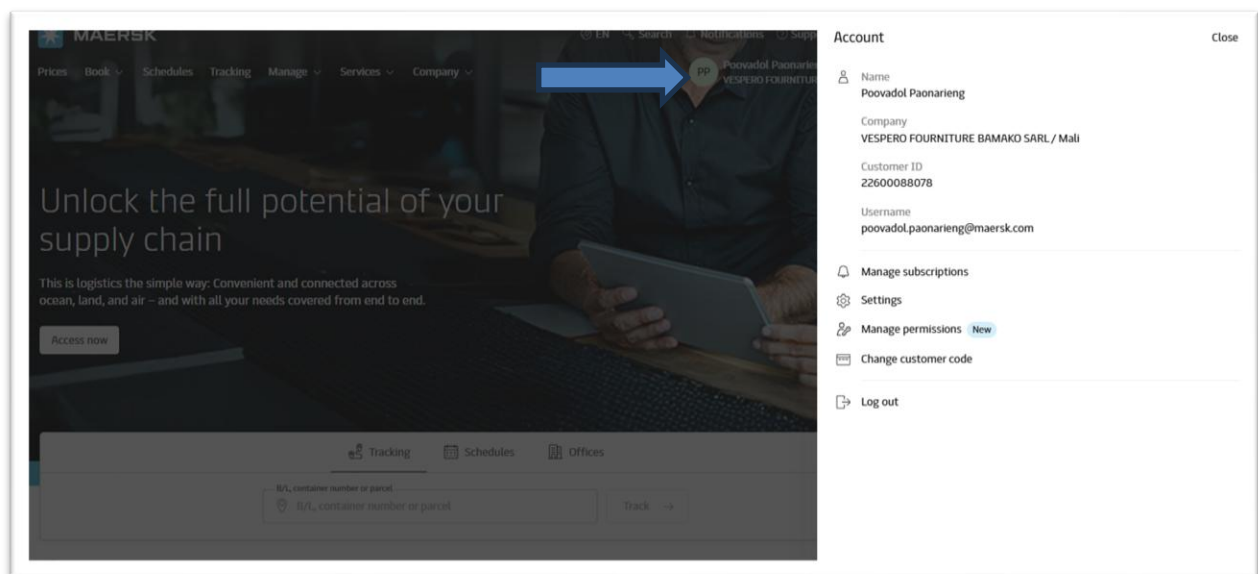 MAERSK
EN Search Notifications
Prices Book Schedules Tracking Manage Services Company
PP
Poovadol Paonarieng
VESPERO FOURNITUR
Unlock the full potential of your
supply chain
This is logistics the simple way: Convenient and connected across
ocean, land, and air – and with all your needs covered from end to end.
Access now
Tracking Schedules Offices
B/L, container number or parcel
B/L, container number or parcel
Track →
Account
Close
Name
Poovadol Paonarieng
Company
VESPERO FOURNITURE BAMAKO SARL / Mali
Customer ID
22600088078
Username
poovadol.paonarieng@maersk.com
Manage subscriptions
Settings
Manage permissions New
Change customer code
Log out